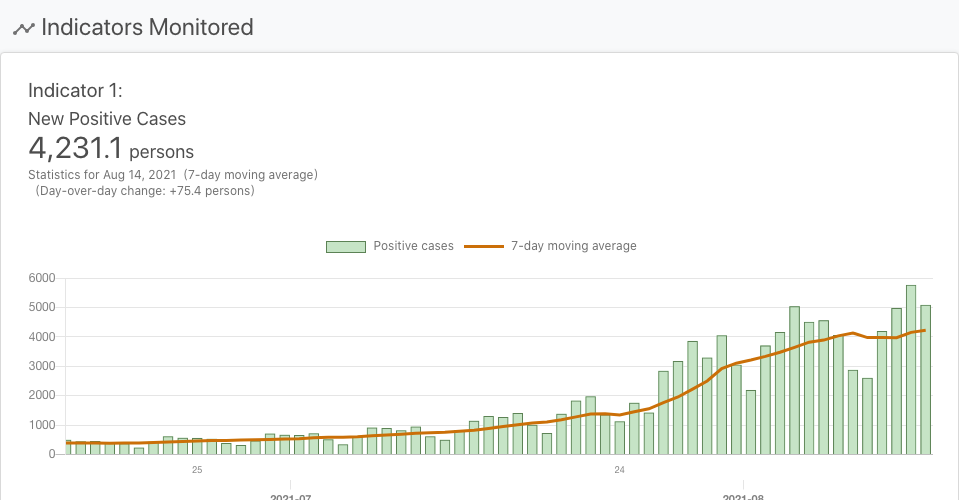 Indicators Monitored
Indicator 1:
New Positive Cases
4,231.1 persons
Statistics for Aug 14, 2021 (7-day moving average)
(Day-over-day change: +75.4 persons)
Positive cases 7-day moving average
6000
5000
4000
3000
2000
1000
0
25 24
2021-07 2021-08